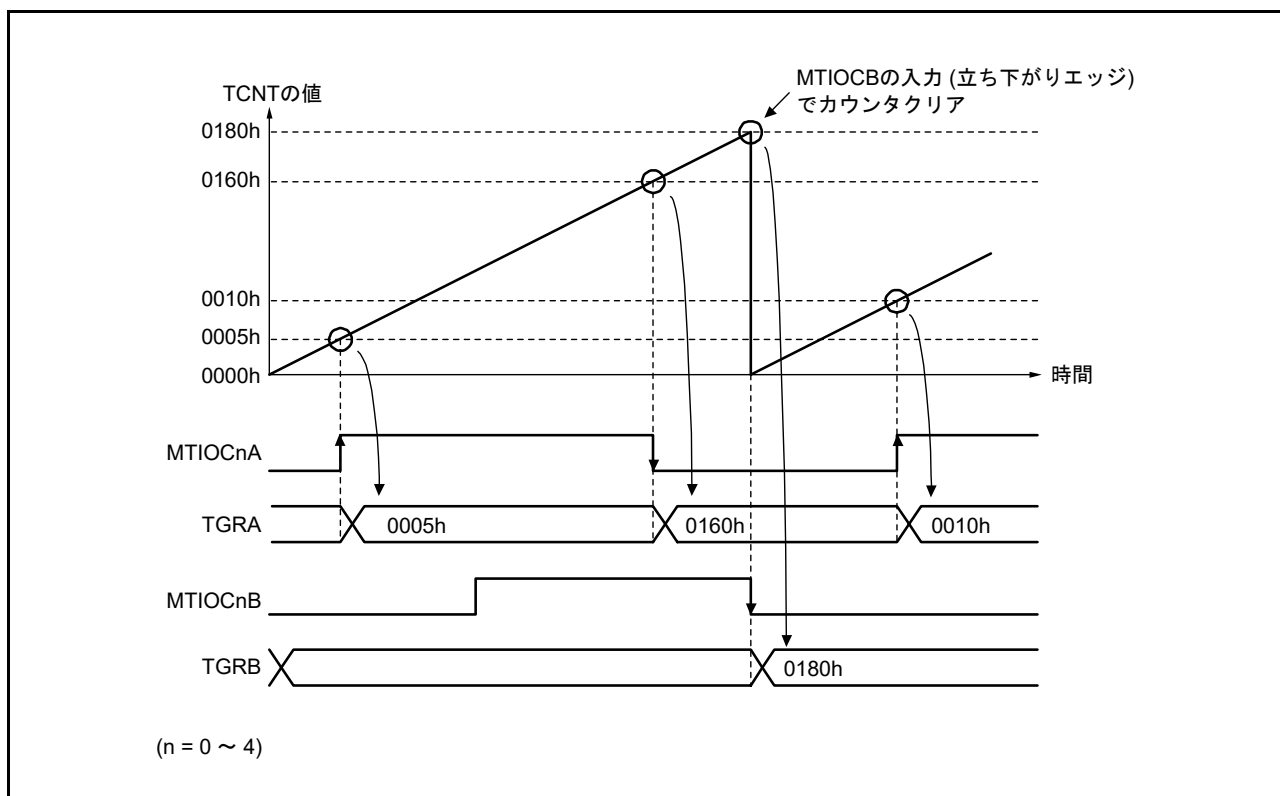 MTIOCBの入力 (立ち下がりエッジ)
でカウンタクリア
TCNTの値
0180h
0160h
0010h
0005h
0000h
時間
MTIOCnA
TGRA
0005h
0160h
0010h
MTIOCnB
TGRB
0180h
(n = 0 ～ 4)